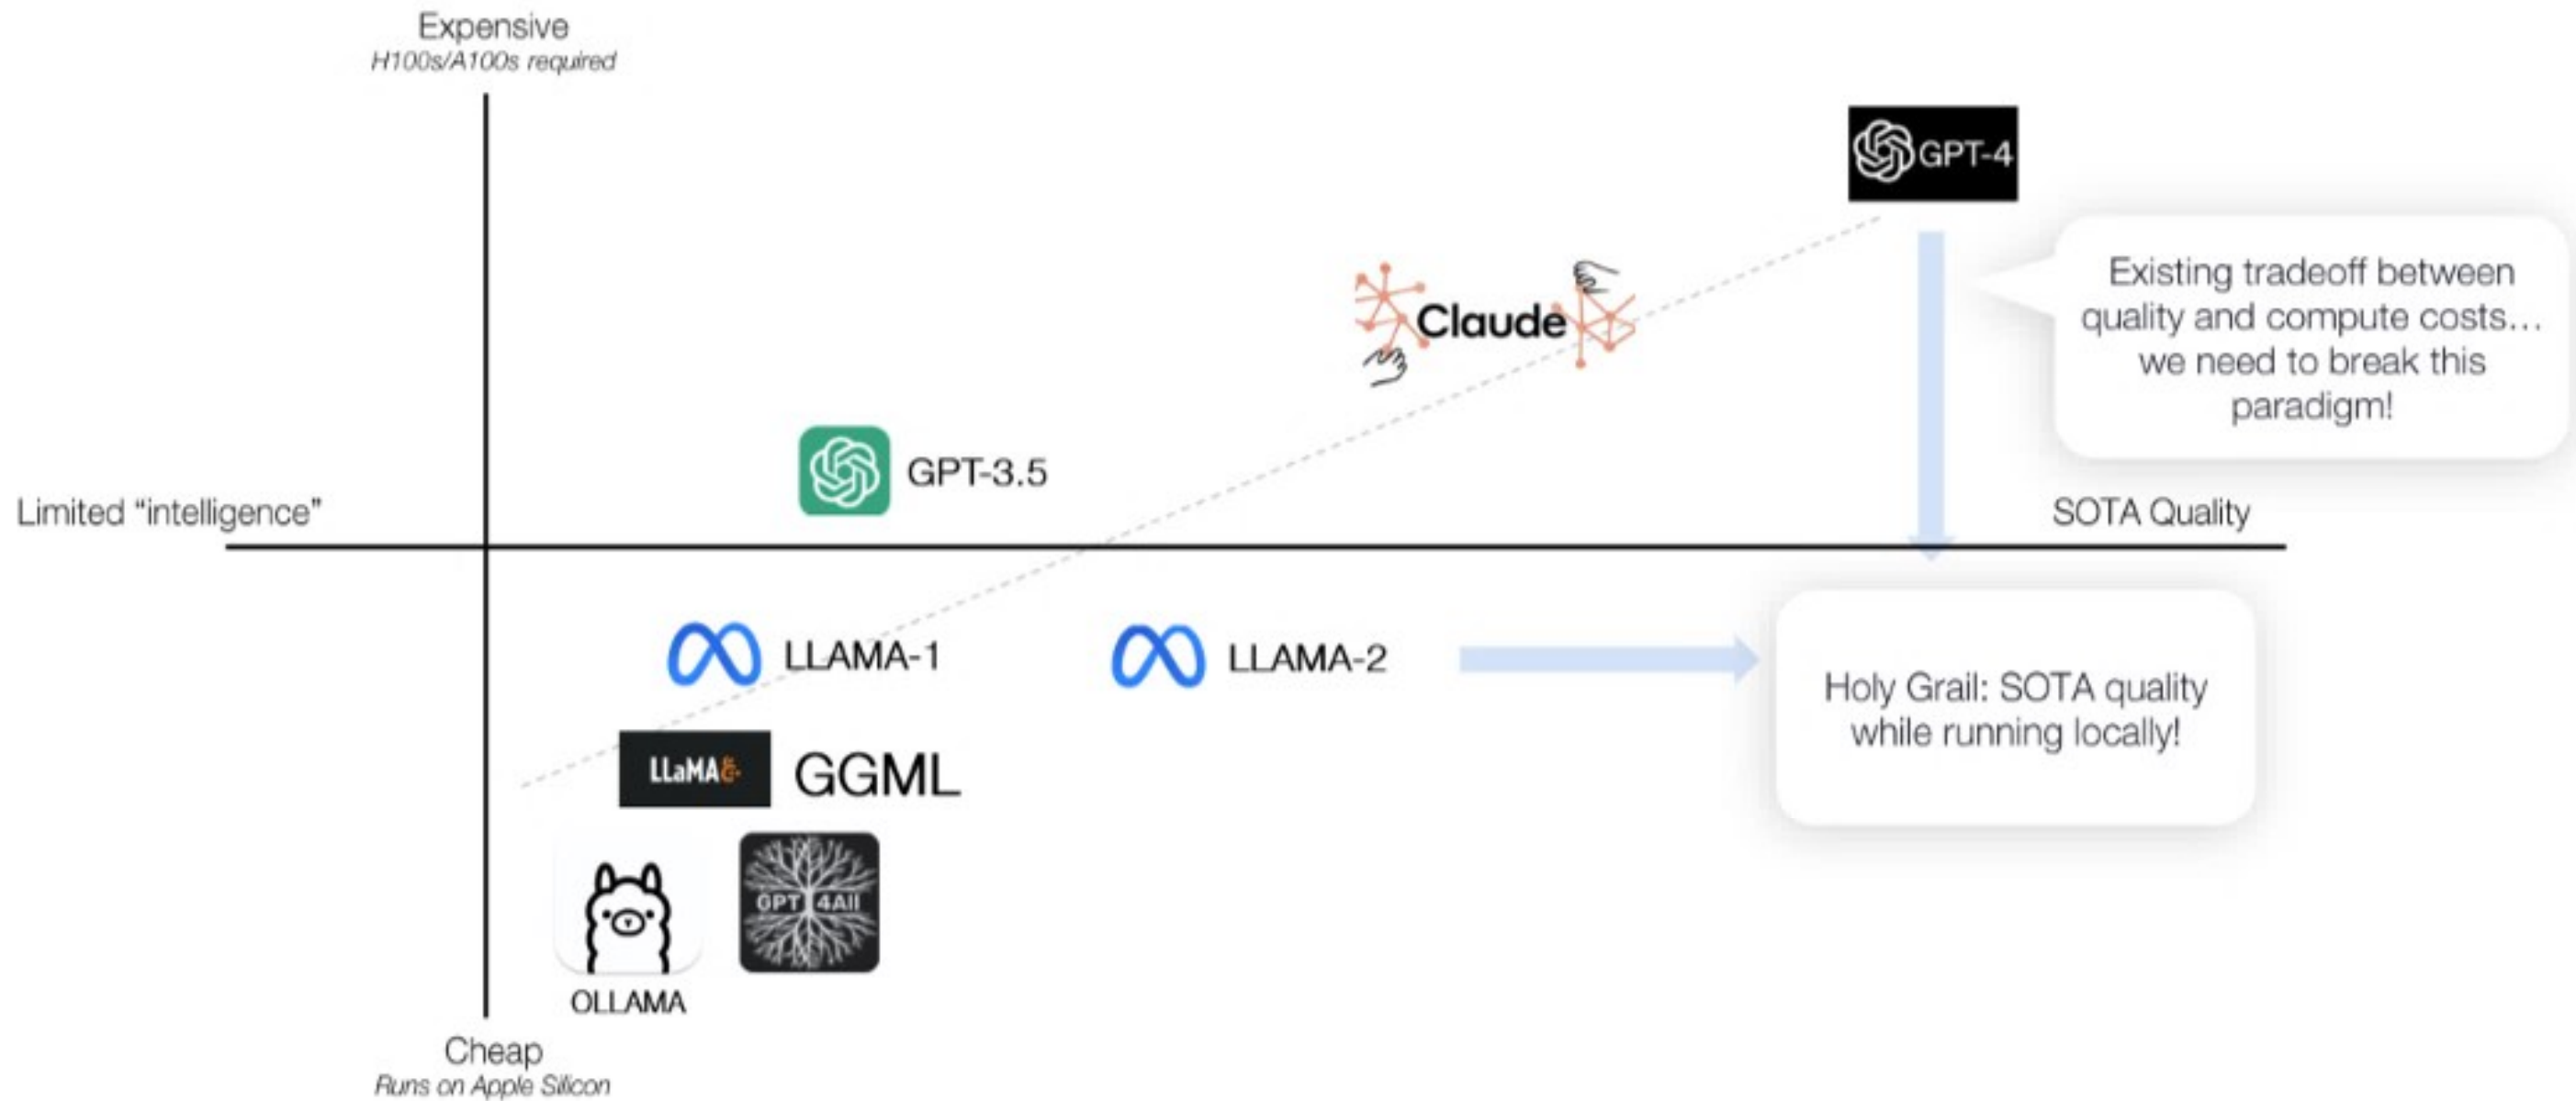 Expensive
H100s/A100s required
GPT-4
Existing tradeoff between
quality and compute costs...
we need to break this
paradigm!
Claude
GPT-3.5
Limited “intelligence”
SOTA Quality
LLAMA-1
LLAMA-2
Holy Grail: SOTA quality
while running locally!
LLaMA
GGML
GPT 4All
OLLAMA
Cheap
Runs on Apple Silicon